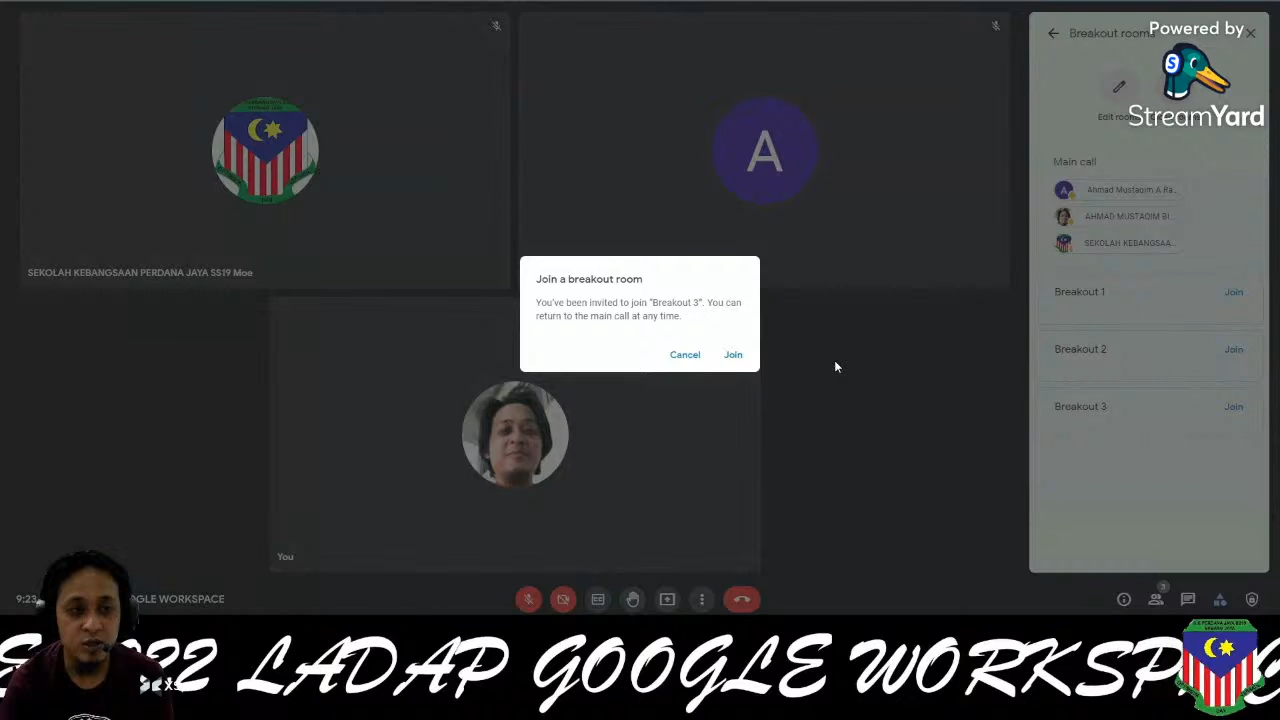 Powered by
StreamYard
Breakout rooms
Edit rooms
Main call
Ahmad Mustaqim A Ra..
AHMAD MUSTAQIM BI..
SEKOLAH KEBANGSAA..
Breakout 1 Join
Breakout 2 Join
Breakout 3 Join
A
SEKOLAH KEBANGSAAN PERDANA JAYA SS19 Moe
Join a breakout room
You've been invited to join "Breakout 3". You can
return to the main call at any time.
Cancel Join
You
9:23
GLE WORKSPACE
3
22 LADAP GOOGLE WORKSP